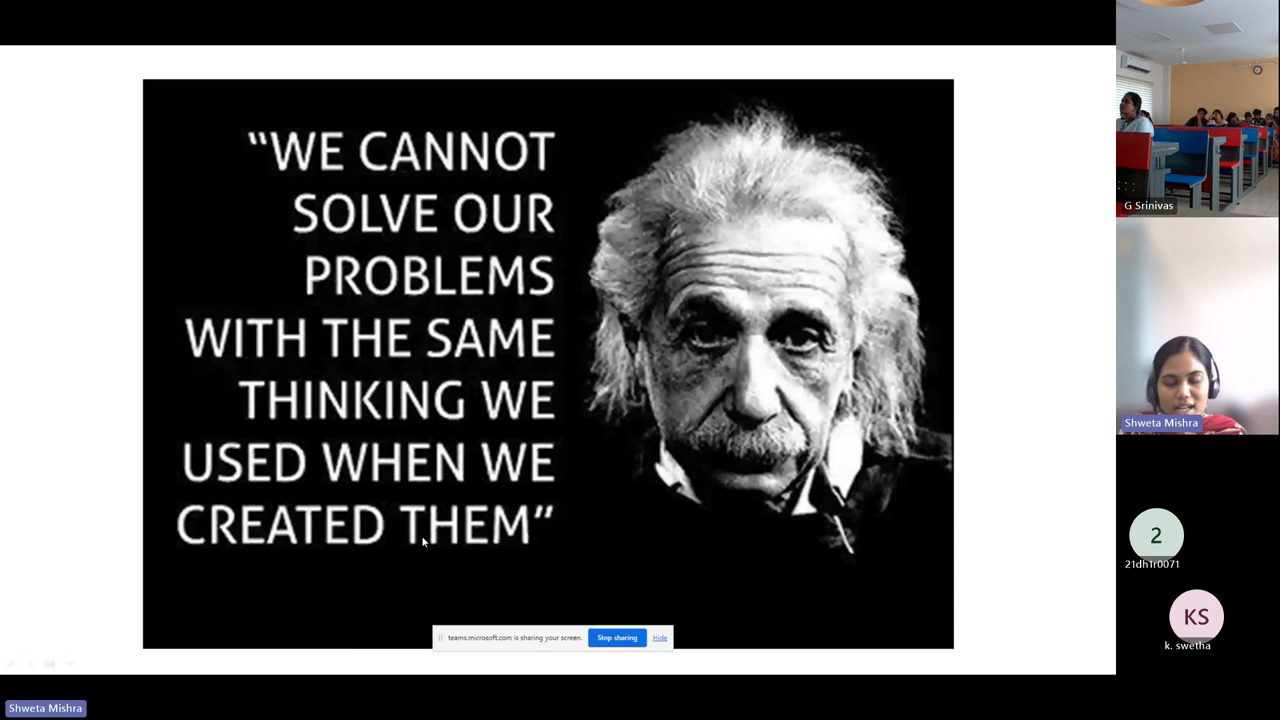 “WE CANNOT
SOLVE OUR
PROBLEMS
WITH THE SAME
THINKING WE
USED WHEN WE
CREATED THEM”
teams.microsoft.com is sharing your screen.
Stop sharing
Hide
G Srinivas
Shweta Mishra
2
21dh1r0071
KS
k. swetha
Shweta Mishra